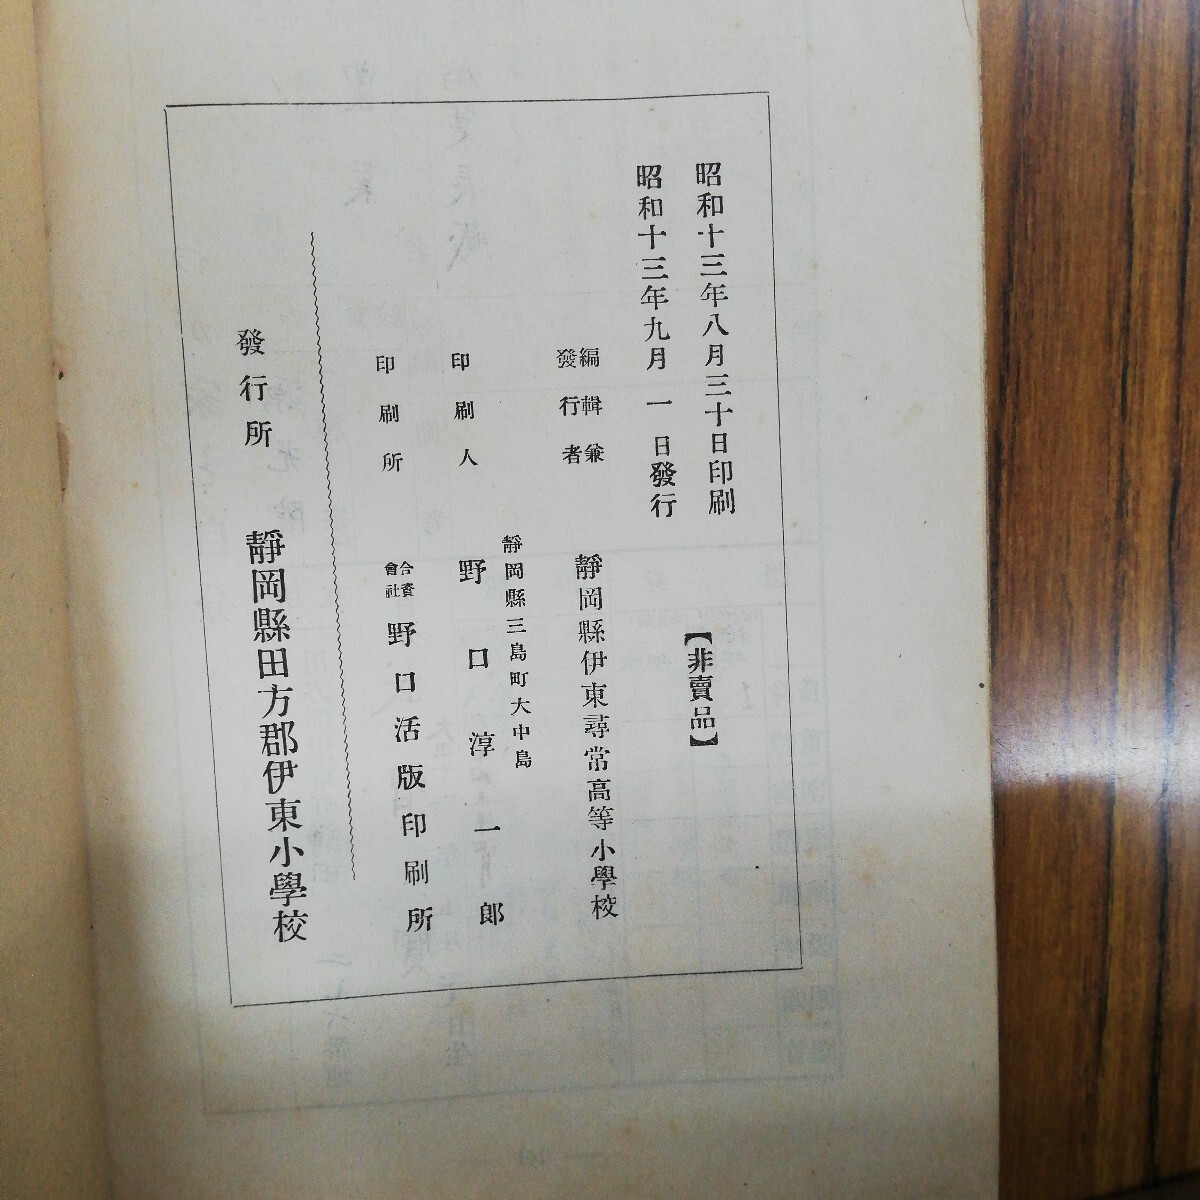 昭和十三年八月三十日印刷
昭和十三年九月一日發行
【非賣品】
編輯兼
發行者
靜岡縣伊東尋常高等小學校
靜岡縣三島町大中島
印刷人
野口淳一郎
印刷所
合資
會社
野口活版印刷所
發行所
靜岡縣田方郡伊東小學校